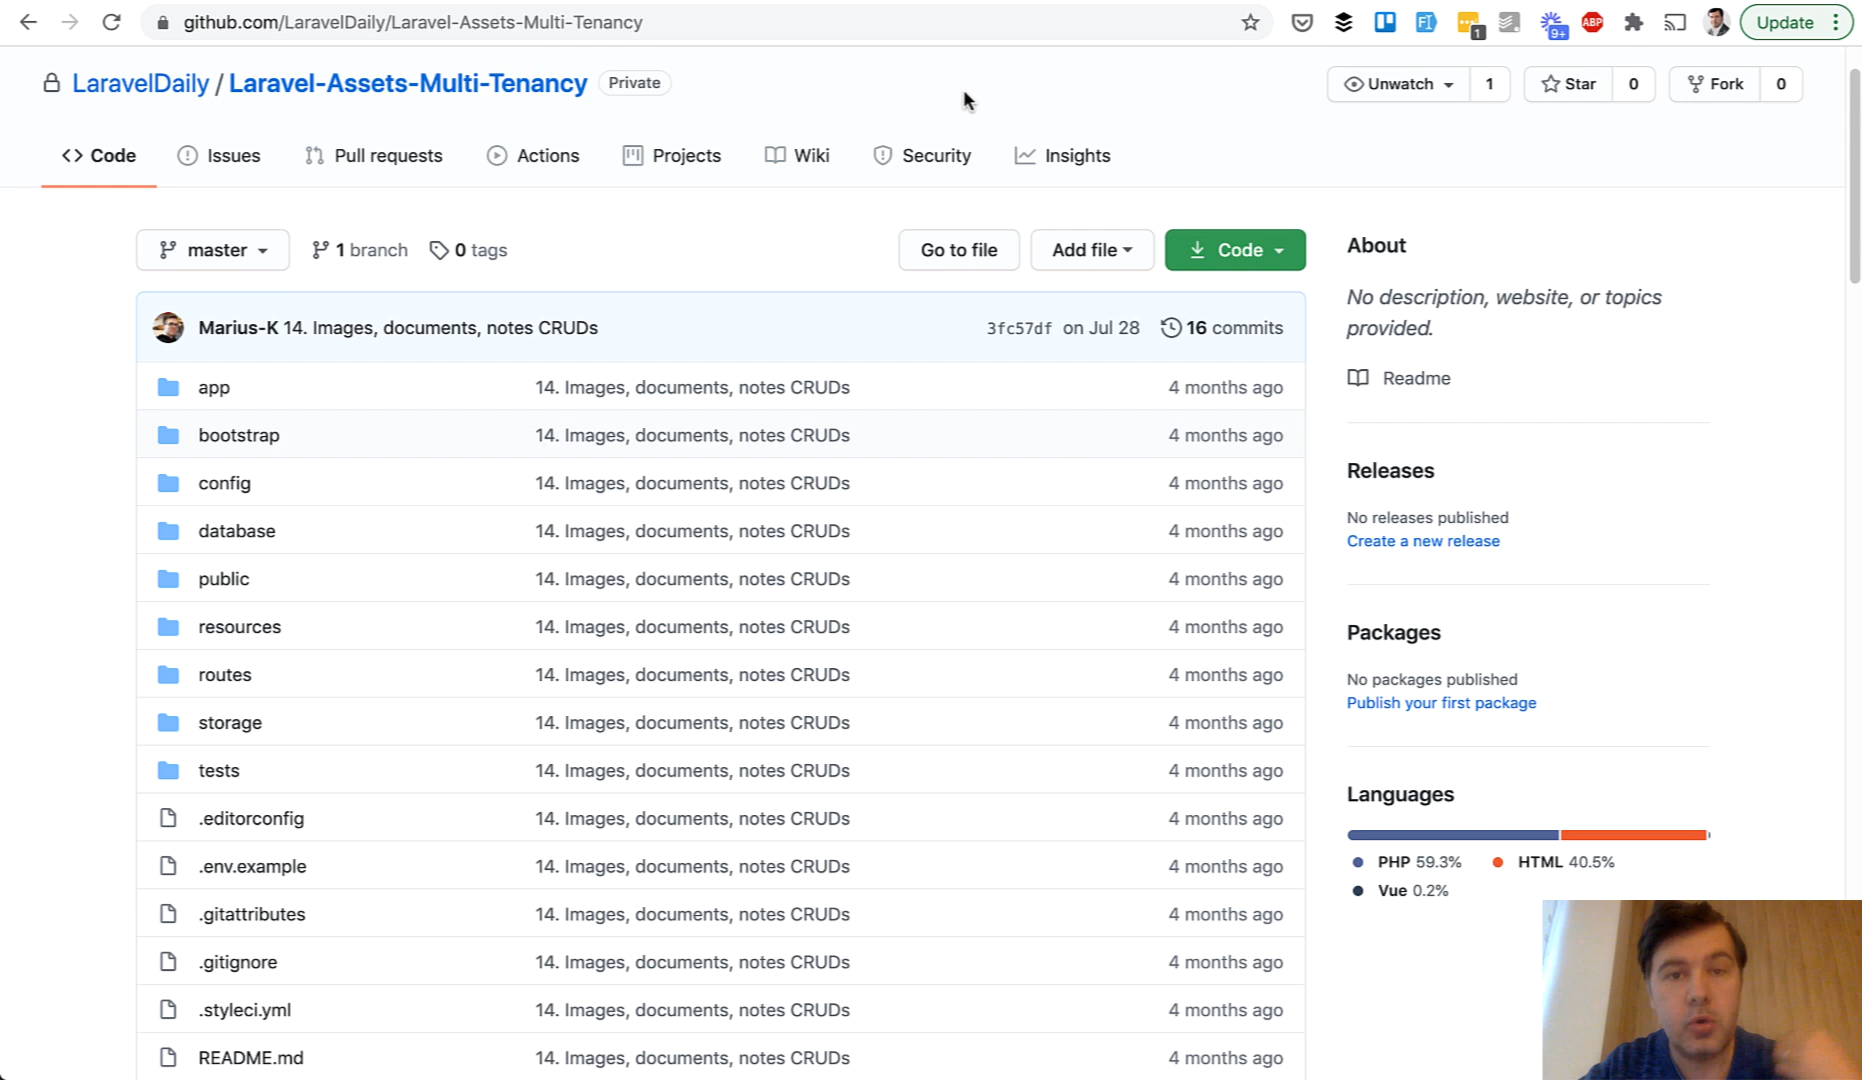 github.com/LaravelDaily/Laravel-Assets-Multi-Tenancy
1
9+
ABP
Update
LaravelDaily / Laravel-Assets-Multi-Tenancy Private
Unwatch 1
Star 0
Fork 0
Code
Issues
Pull requests
Actions
Projects
Wiki
Security
Insights
master
1 branch
0 tags
Go to file
Add file
Code
Marius-K 14. Images, documents, notes CRUDs 3fc57df on Jul 28 16 commits
app 14. Images, documents, notes CRUDs 4 months ago
bootstrap 14. Images, documents, notes CRUDs 4 months ago
config 14. Images, documents, notes CRUDs 4 months ago
database 14. Images, documents, notes CRUDs 4 months ago
public 14. Images, documents, notes CRUDs 4 months ago
resources 14. Images, documents, notes CRUDs 4 months ago
routes 14. Images, documents, notes CRUDs 4 months ago
storage 14. Images, documents, notes CRUDs 4 months ago
tests 14. Images, documents, notes CRUDs 4 months ago
.editorconfig 14. Images, documents, notes CRUDs 4 months ago
.env.example 14. Images, documents, notes CRUDs 4 months ago
.gitattributes 14. Images, documents, notes CRUDs 4 months ago
.gitignore 14. Images, documents, notes CRUDs 4 months ago
.styleci.yml 14. Images, documents, notes CRUDs 4 months ago
README.md 14. Images, documents, notes CRUDs 4 months ago
About
No description, website, or topics
provided.
Readme
Releases
No releases published
Create a new release
Packages
No packages published
Publish your first package
Languages
PHP 59.3% HTML 40.5%
Vue 0.2%